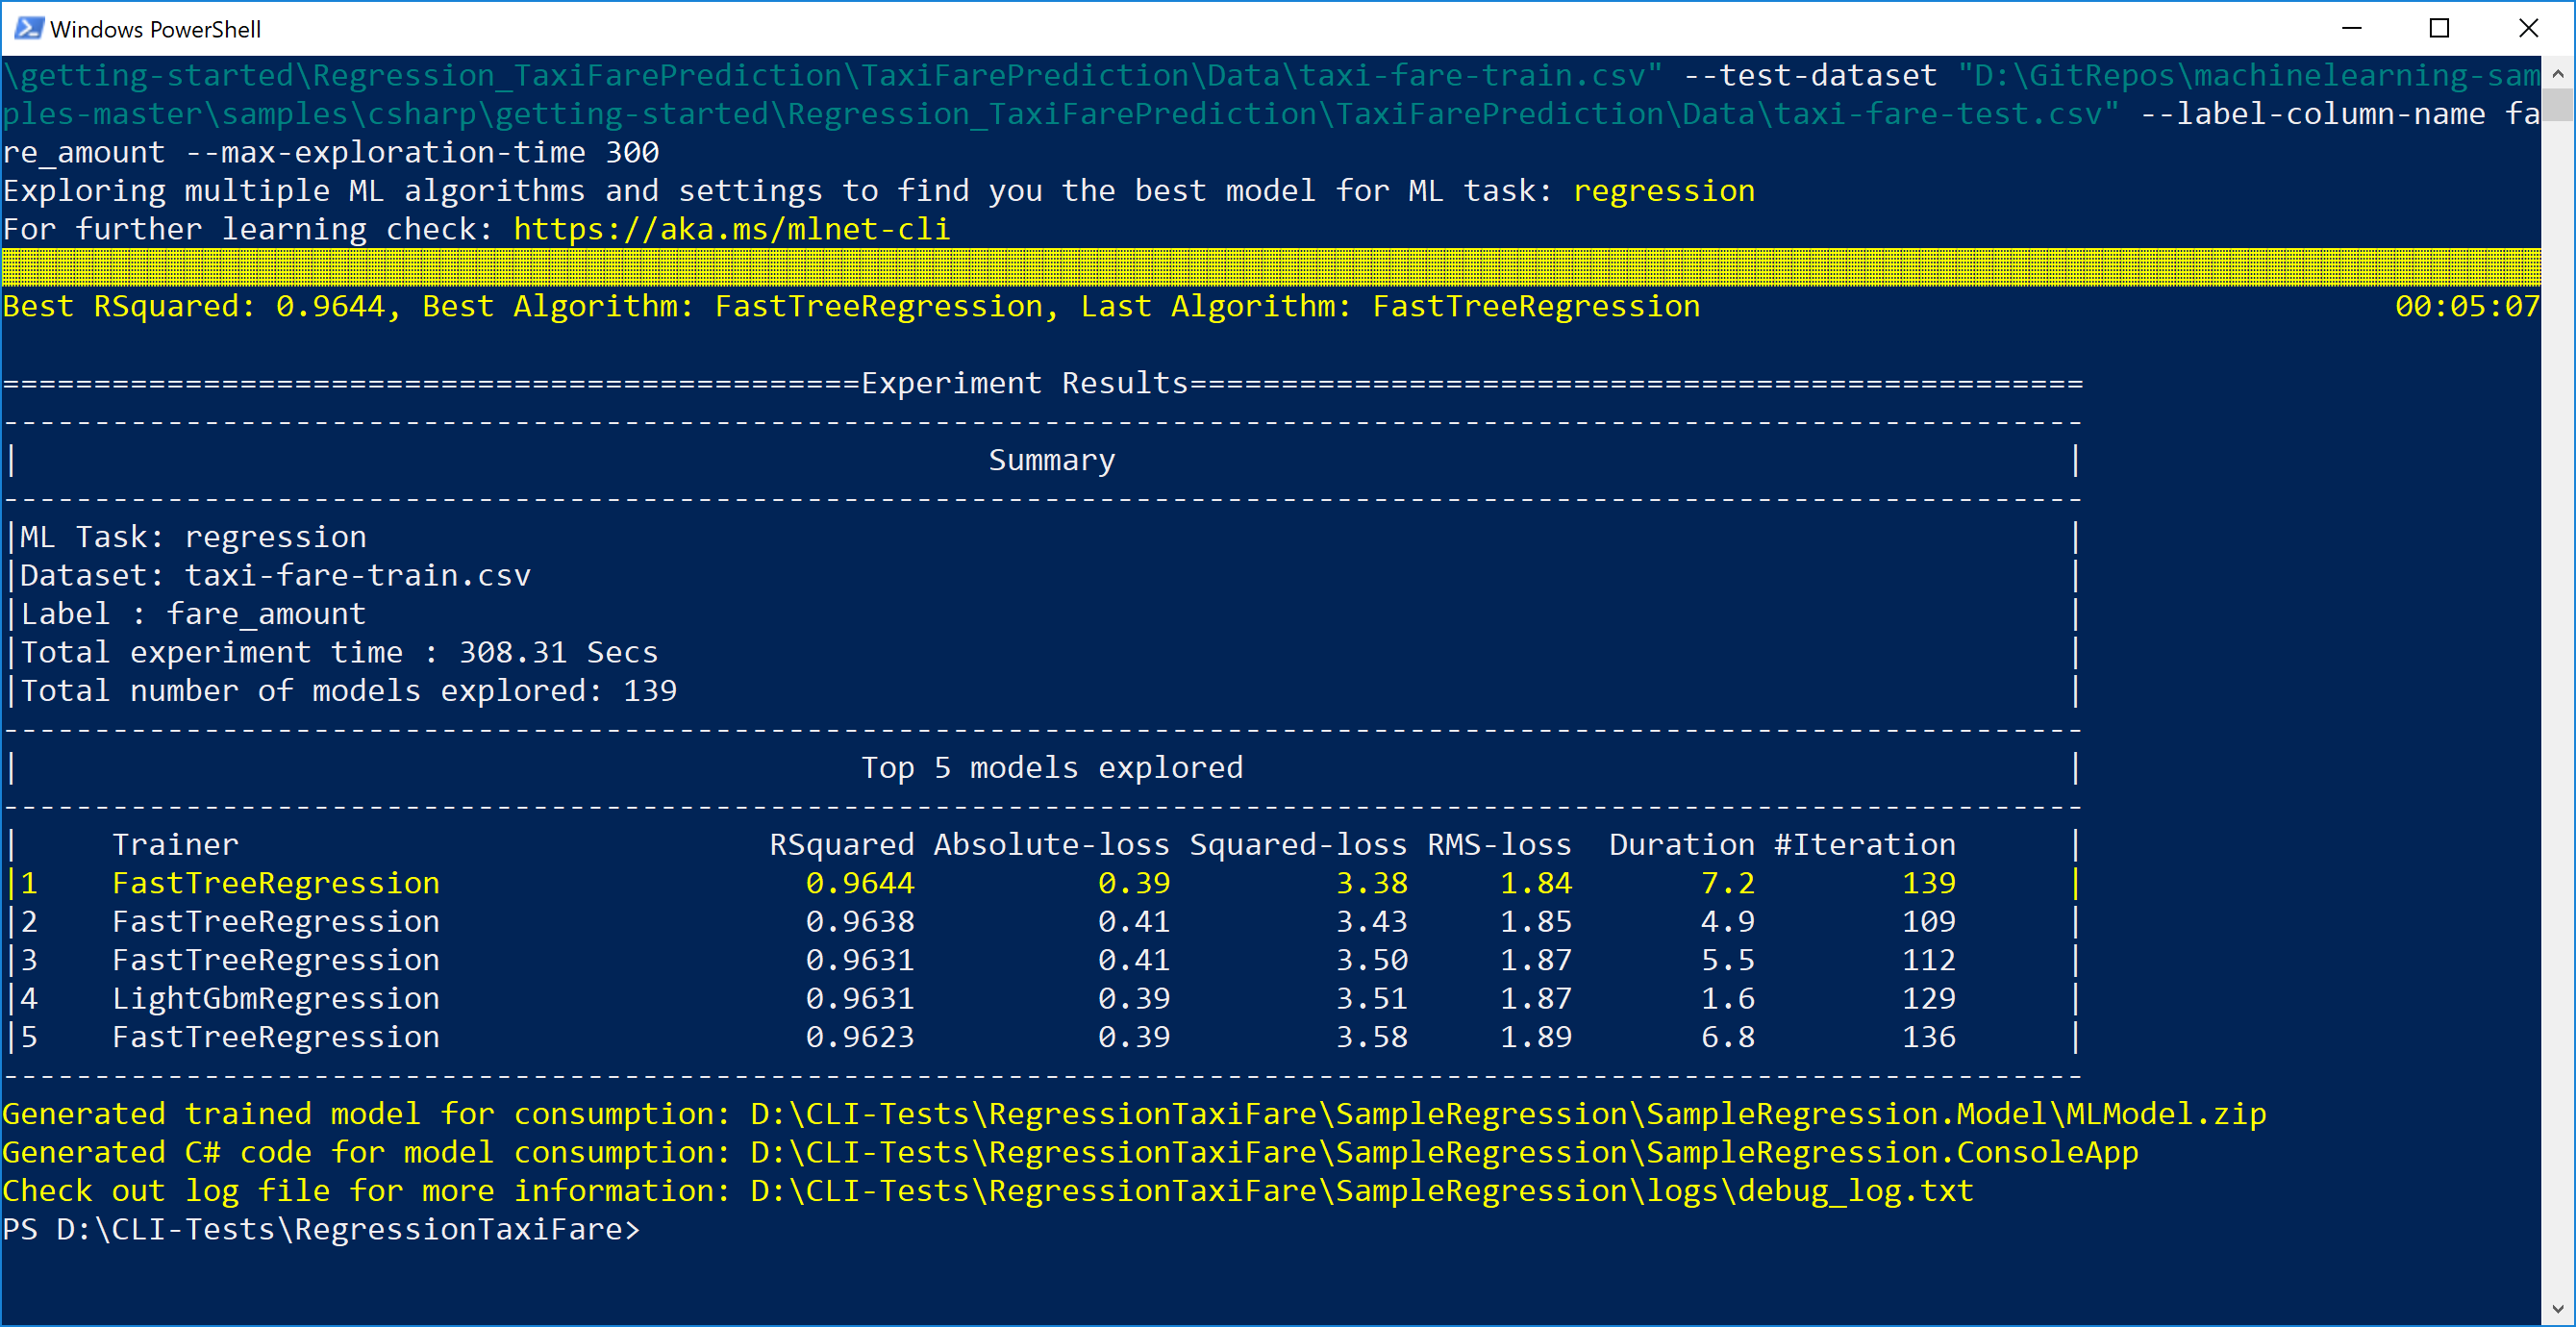 Windows PowerShell
\getting-started\Regression_TaxiFarePrediction\TaxiFarePrediction\Data\taxi-fare-train.csv" --test-dataset "D:\GitRepos\machinelearning-sam
ples-master\samples\csharp\getting-started\Regression_TaxiFarePrediction\TaxiFarePrediction\Data\taxi-fare-test.csv" --label-column-name fa
re_amount --max-exploration-time 300
Exploring multiple ML algorithms and settings to find you the best model for ML task: regression
For further learning check: https://aka.ms/mlnet-cli
Best RSquared: 0.9644, Best Algorithm: FastTreeRegression, Last Algorithm: FastTreeRegression 00:05:07
===============================================Experiment Results=================================================
------------------------------------------------------------------------------------------------------------------
| Summary |
------------------------------------------------------------------------------------------------------------------
|ML Task: regression |
|Dataset: taxi-fare-train.csv |
|Label : fare_amount |
|Total experiment time : 308.31 Secs |
|Total number of models explored: 139 |
------------------------------------------------------------------------------------------------------------------
| Top 5 models explored |
------------------------------------------------------------------------------------------------------------------
| Trainer RSquared Absolute-loss Squared-loss RMS-loss Duration #Iteration |
|1 FastTreeRegression 0.9644 0.39 3.38 1.84 7.2 139 |
|2 FastTreeRegression 0.9638 0.41 3.43 1.85 4.9 109 |
|3 FastTreeRegression 0.9631 0.41 3.50 1.87 5.5 112 |
|4 LightGbmRegression 0.9631 0.39 3.51 1.87 1.6 129 |
|5 FastTreeRegression 0.9623 0.39 3.58 1.89 6.8 136 |
------------------------------------------------------------------------------------------------------------------
Generated trained model for consumption: D:\CLI-Tests\RegressionTaxiFare\SampleRegression\SampleRegression.Model\MLModel.zip
Generated C# code for model consumption: D:\CLI-Tests\RegressionTaxiFare\SampleRegression\SampleRegression.ConsoleApp
Check out log file for more information: D:\CLI-Tests\RegressionTaxiFare\SampleRegression\logs\debug_log.txt
PS D:\CLI-Tests\RegressionTaxiFare>